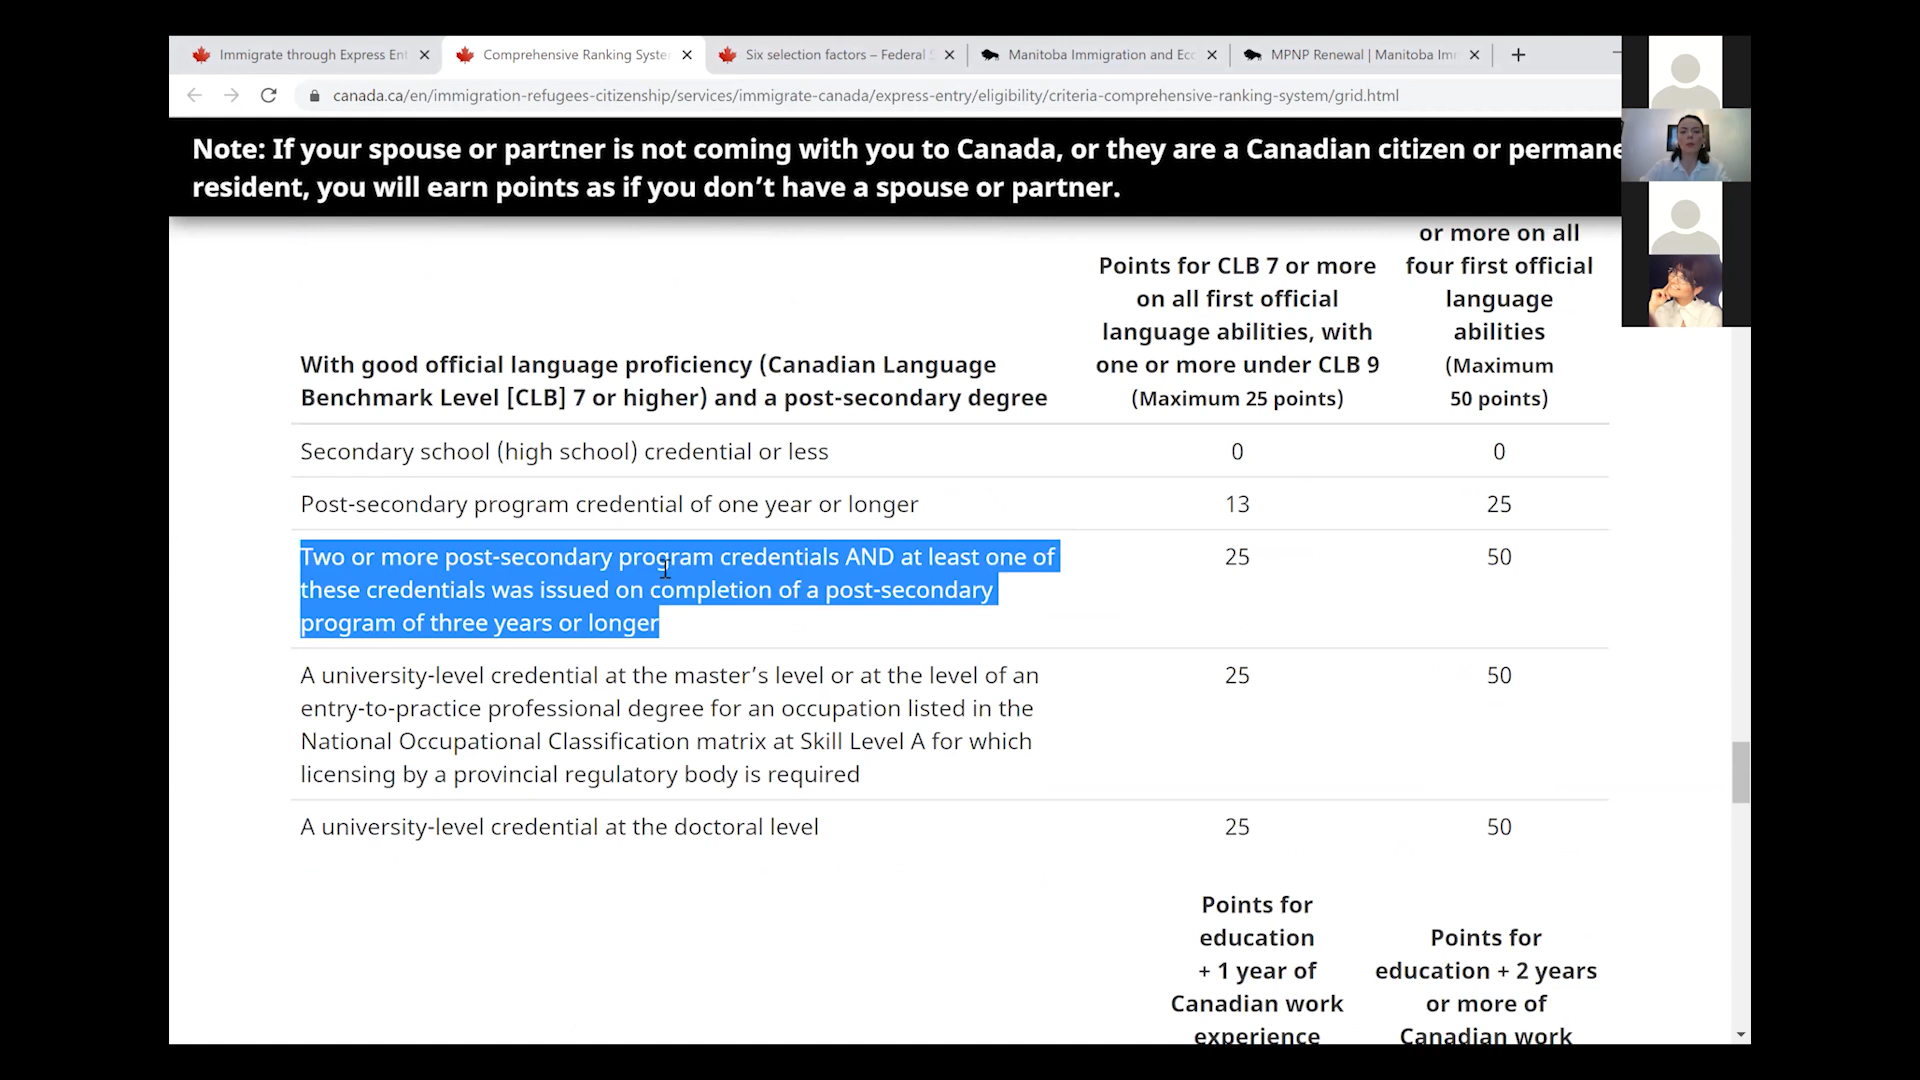 Immigrate through Express Ent
Comprehensive Ranking Syste
Six selection factors – Federal S
Manitoba Immigration and Ec
MPNP Renewal | Manitoba Im
canada.ca/en/immigration-refugees-citizenship/services/immigrate-canada/express-entry/eligibility/criteria-comprehensive-ranking-system/grid.html
Note: If your spouse or partner is not coming with you to Canada, or they are a Canadian citizen or permane
resident, you will earn points as if you don’t have a spouse or partner.
With good official language proficiency (Canadian Language
Benchmark Level [CLB] 7 or higher) and a post-secondary degree
Points for CLB 7 or more
on all first official
language abilities, with
one or more under CLB 9
(Maximum 25 points)
or more on all
four first official
language
abilities
(Maximum
50 points)
Secondary school (high school) credential or less 0 0
Post-secondary program credential of one year or longer 13 25
Two or more post-secondary program credentials AND at least one of 25 50
these credentials was issued on completion of a post-secondary
program of three years or longer
A university-level credential at the master’s level or at the level of an 25 50
entry-to-practice professional degree for an occupation listed in the
National Occupational Classification matrix at Skill Level A for which
licensing by a provincial regulatory body is required
A university-level credential at the doctoral level 25 50
Points for
education
+ 1 year of
Canadian work
experience
Points for
education + 2 years
or more of
Canadian work